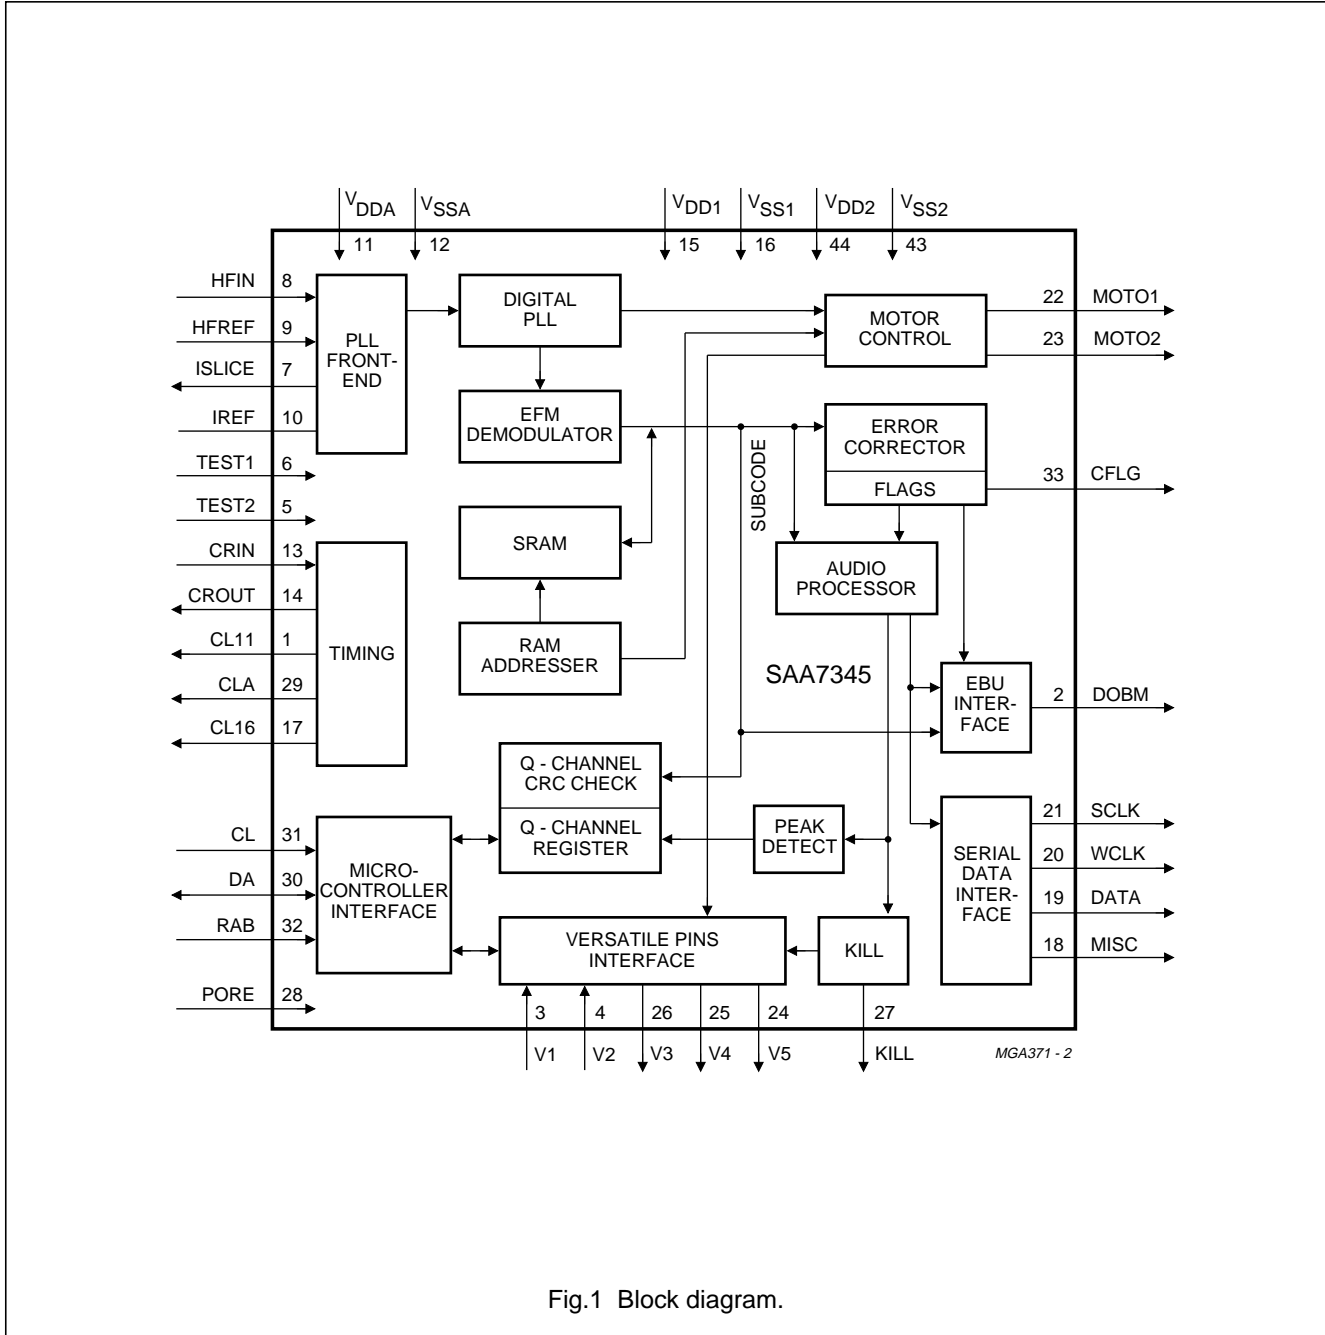 VDDA
VSSA
VDD1
VSS1
VDD2
VSS2
11
12
15
16
44
43
HFIN 8
HFREF 9
ISLICE 7
IREF 10
TEST1 6
TEST2 5
CRIN 13
CROUT 14
CL11 1
CLA 29
CL16 17
CL 31
DA 30
RAB 32
PORE 28
PLL
FRONT-
END
DIGITAL
PLL
MOTOR
CONTROL
22 MOTO1
23 MOTO2
EFM
DEMODULATOR
SUBCODE
ERROR
CORRECTOR
FLAGS
33 CFLG
SRAM
AUDIO
PROCESSOR
TIMING
RAM
ADDRESSER
SAA7345
EBU
INTER-
FACE
2 DOBM
Q - CHANNEL
CRC CHECK
Q - CHANNEL
REGISTER
PEAK
DETECT
MICRO-
CONTROLLER
INTERFACE
SERIAL
DATA
INTER-
FACE
21 SCLK
20 WCLK
19 DATA
18 MISC
VERSATILE PINS
INTERFACE
KILL
3
4
26
25
24
27
V1
V2
V3
V4
V5
KILL
MGA371 - 2
Fig.1 Block diagram.